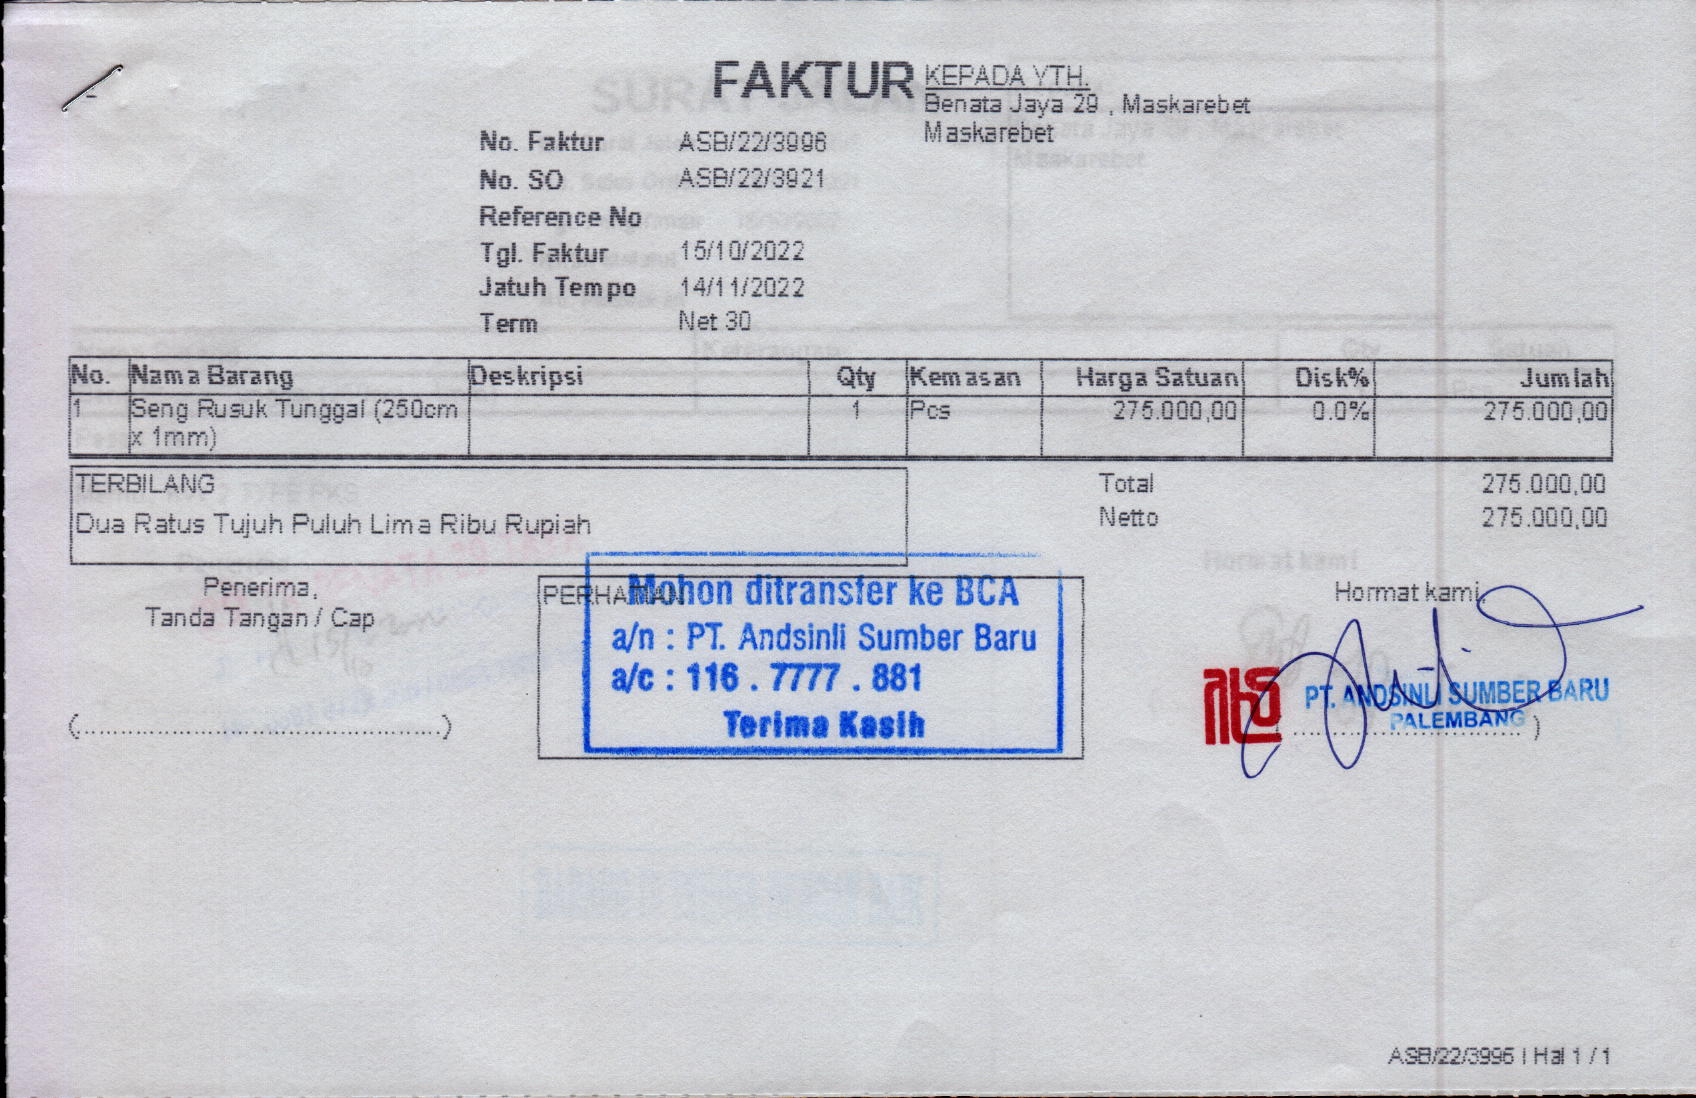 FAKTUR
KEPADA YTH.
Benata Jaya 29 , Maskarebet
Maskarebet
No. Faktur ASB/22/3996
No. SO ASB/22/3921
Reference No
Tgl. Faktur 15/10/2022
Jatuh Tempo 14/11/2022
Term Net 30
No. Nama Barang Deskripsi Qty Kemasan Harga Satuan Disk% Jumlah
1 Seng Rusuk Tunggal (250cm 1 Pcs 275.000,00 0.0% 275.000,00
x 1mm)
TERBILANG
Dua Ratus Tujuh Puluh Lima Ribu Rupiah
Total 275.000,00
Netto 275.000,00
Penerima,
Tanda Tangan / Cap
(...........................................................)
PERHATIAN
Mohon ditransfer ke BCA
a/n : PT. Andsinli Sumber Baru
a/c : 116 . 7777 . 881
Terima Kasih
Hormat kami,
PT. ANDSINLI SUMBER BARU
PALEMBANG
ASB/22/3996 | Hal 1 / 1